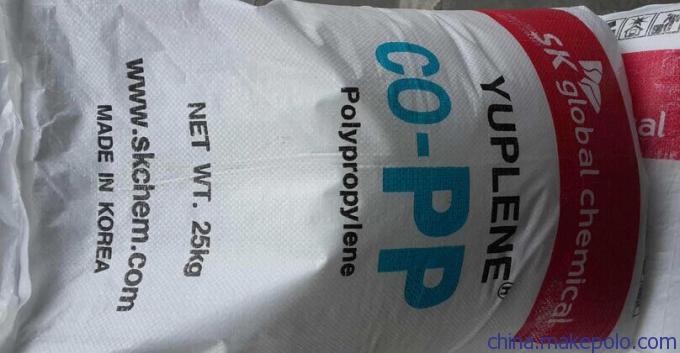 SK global chemical
YUPLENE®
CO-PP
Polypropylene
NET WT. 25kg
www.skchem.com
MADE IN KOREA
al
china.makepolo.com